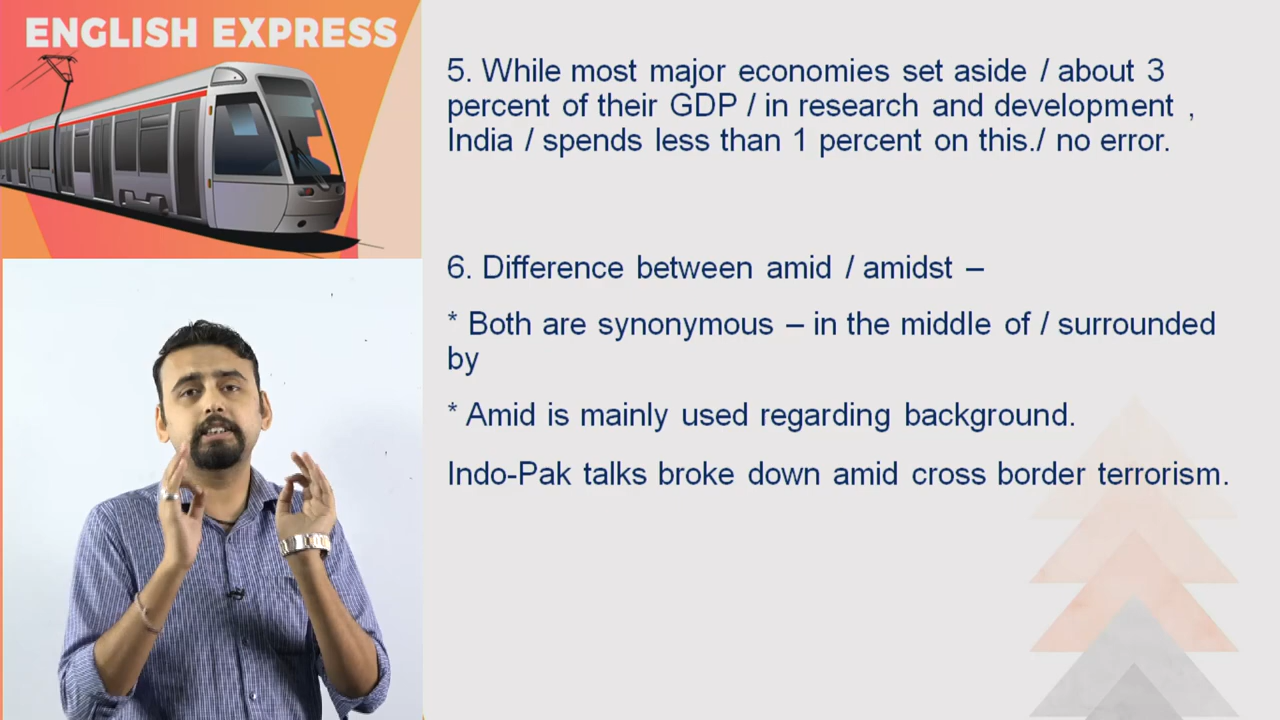 ENGLISH EXPRESS
5. While most major economies set aside / about 3
percent of their GDP / in research and development ,
India / spends less than 1 percent on this./ no error.
6. Difference between amid / amidst –
* Both are synonymous – in the middle of / surrounded
by
* Amid is mainly used regarding background.
Indo-Pak talks broke down amid cross border terrorism.